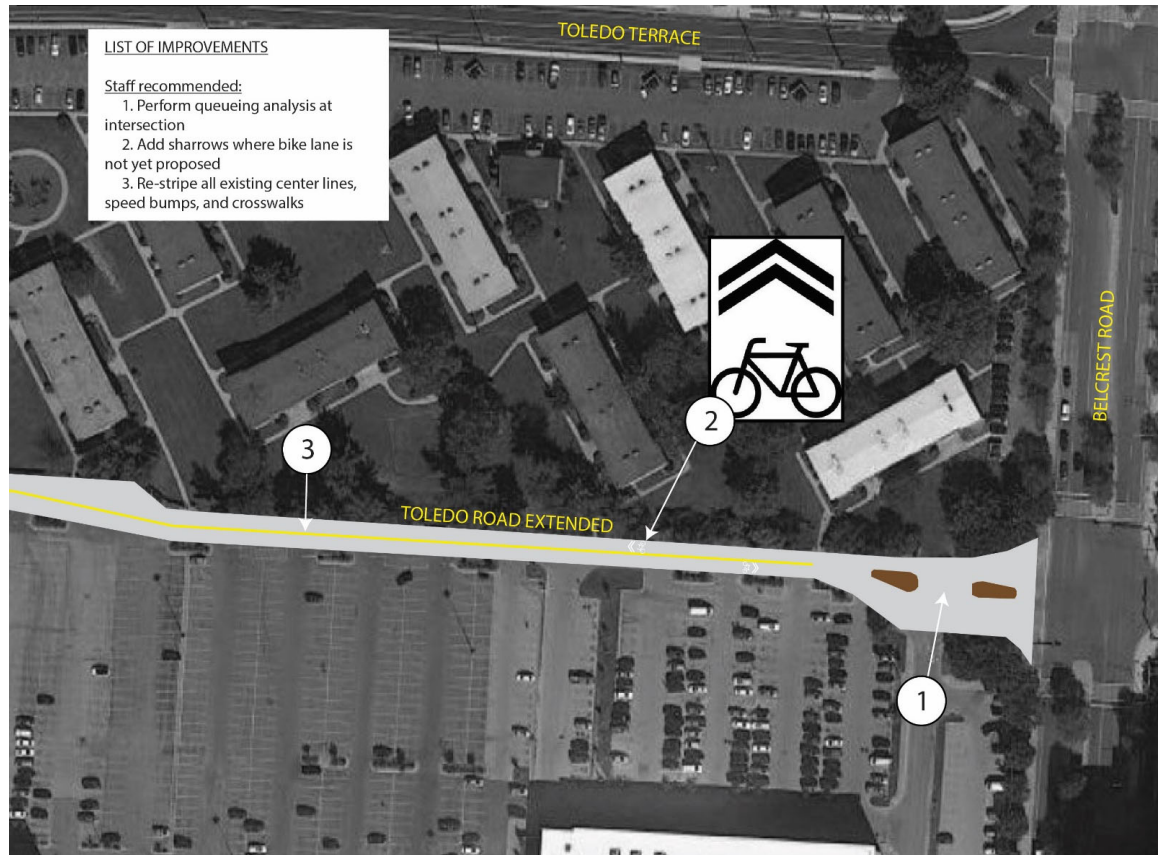 TOLEDO TERRACE
LIST OF IMPROVEMENTS
Staff recommended:
1. Perform queueing analysis at
intersection
2. Add sharrows where bike lane is
not yet proposed
3. Re-stripe all existing center lines,
speed bumps, and crosswalks
BELCREST ROAD
2
3
TOLEDO ROAD EXTENDED
1